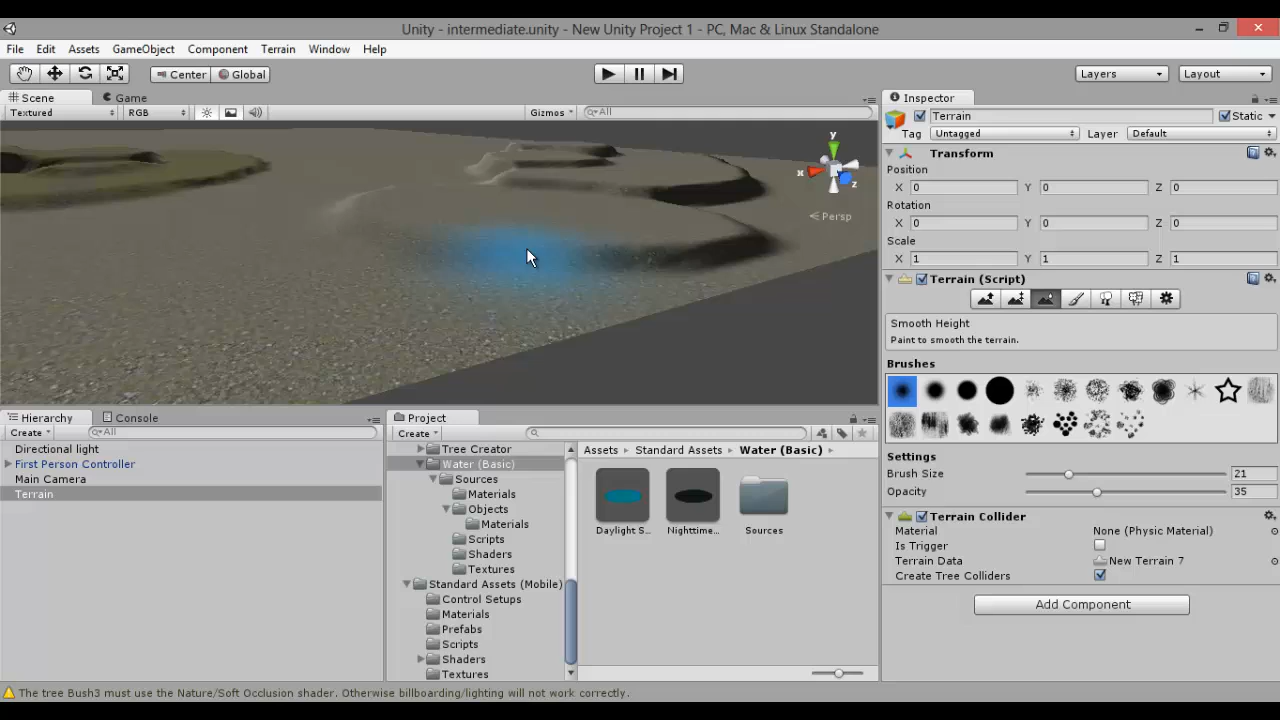 Unity - intermediate.unity - New Unity Project 1 - PC, Mac & Linux Standalone
File Edit Assets GameObject Component Terrain Window Help
Center Global Layers Layout
Scene Game
Textured RGB Gizmos All
y
x
z
Persp
Inspector
Terrain Static
Tag Untagged Layer Default
Transform
Position
X 0 Y 0 Z 0
Rotation
X 0 Y 0 Z 0
Scale
X 1 Y 1 Z 1
Terrain (Script)
Smooth Height
Paint to smooth the terrain.
Brushes
Settings
Brush Size 21
Opacity 35
Terrain Collider
Material None (Physic Material)
Is Trigger
Terrain Data New Terrain 7
Create Tree Colliders
Add Component
Hierarchy Console
Create All
Directional light
First Person Controller
Main Camera
Terrain
Project
Create
Tree Creator
Water (Basic)
Sources
Materials
Objects
Materials
Scripts
Shaders
Textures
Standard Assets (Mobile)
Control Setups
Materials
Prefabs
Scripts
Shaders
Textures
Assets Standard Assets Water (Basic)
Daylight S... Nighttime... Sources
The tree Bush3 must use the Nature/Soft Occlusion shader. Otherwise billboarding/lighting will not work correctly.